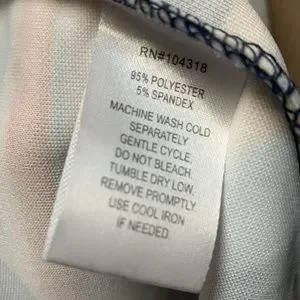 RN#104318
95% POLYESTER
5% SPANDEX
MACHINE WASH COLD
SEPARATELY
GENTLE CYCLE.
DO NOT BLEACH.
TUMBLE DRY LOW.
REMOVE PROMPTLY.
USE COOL IRON
IF NEEDED